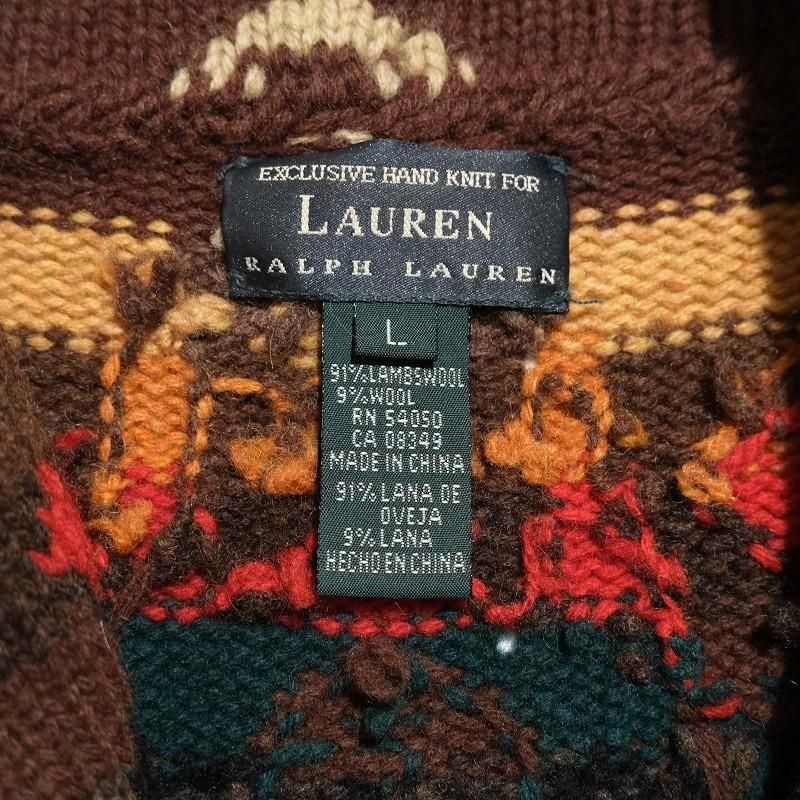 EXCLUSIVE HAND KNIT FOR
LAUREN
RALPH LAUREN
L
91% LAMBSWOOL
9% WOOL
RN 54050
CA 08349
MADE IN CHINA
91% LANA DE
OVEJA
9% LANA
HECHO EN CHINA